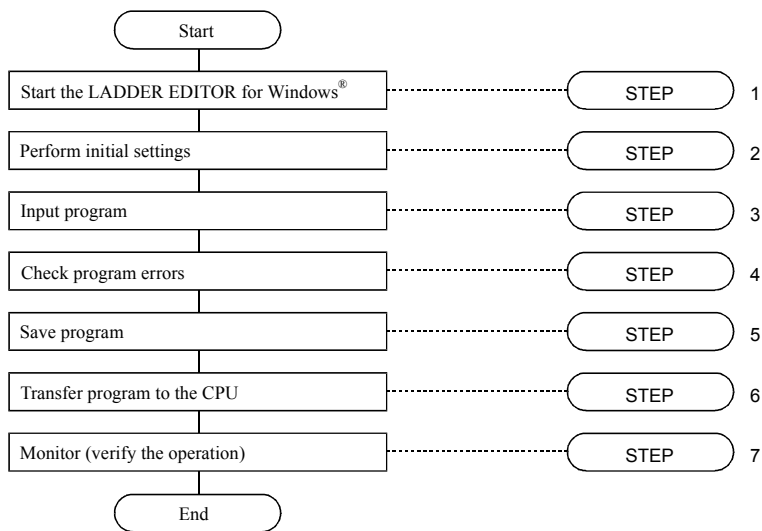 Start
Start the LADDER EDITOR for Windows® STEP 1
Perform initial settings STEP 2
Input program STEP 3
Check program errors STEP 4
Save program STEP 5
Transfer program to the CPU STEP 6
Monitor (verify the operation) STEP 7
End